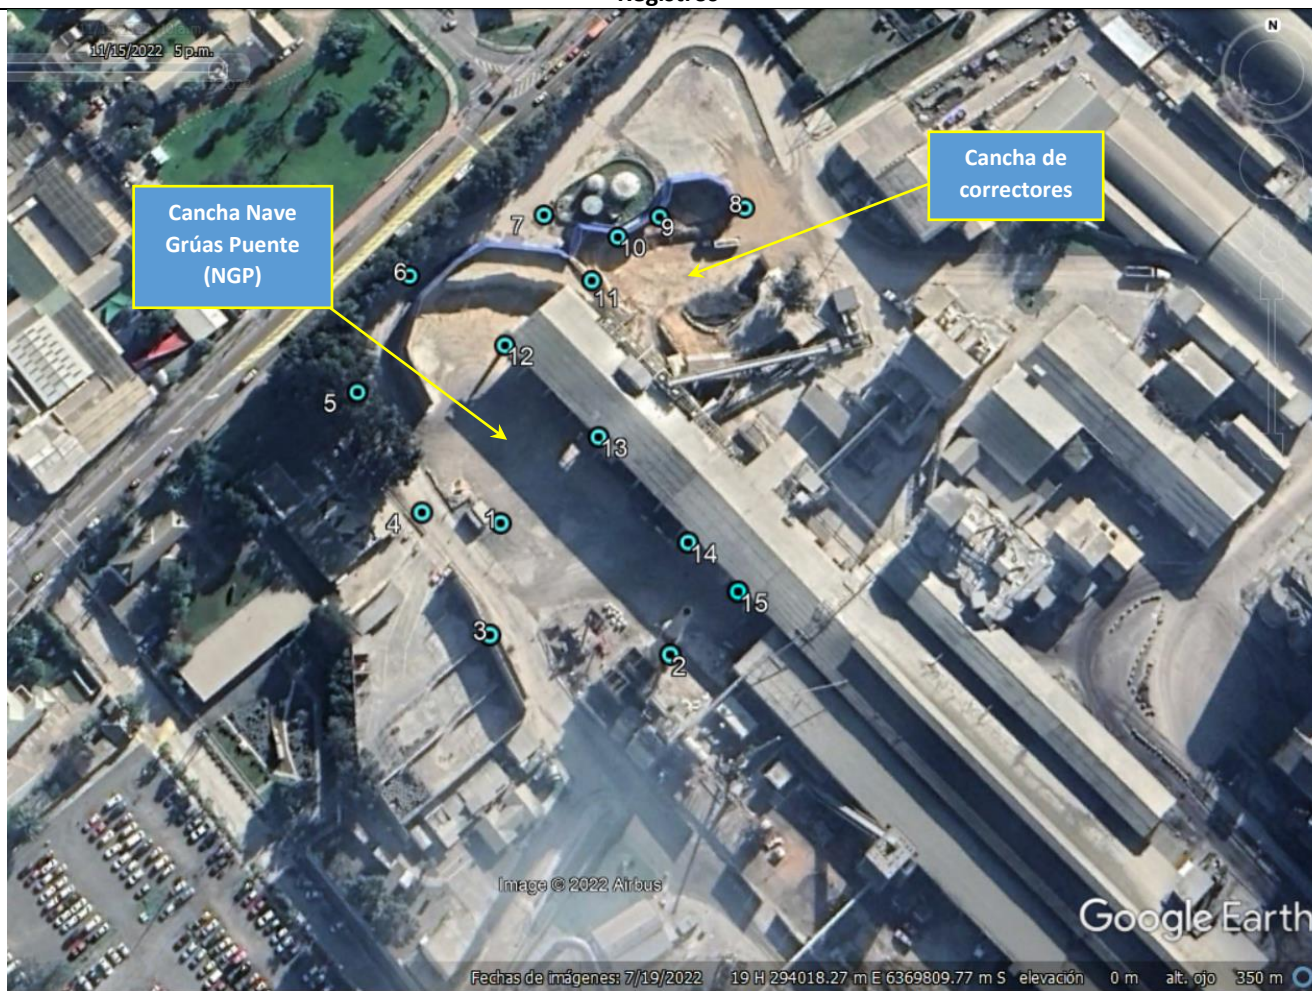 Registros
11/15/2022 5 p.m.
N
Cancha de
correctores
Cancha Nave
Grúas Puente
(NGP)
8
7
9
10
6
11
12
5
13
4
1
14
15
3
2
Image © 2022 Airbus
Google Earth
Fechas de imágenes: 7/19/2022 19 H 294018.27 m E 6369809.77 m S elevación 0 m alt. ojo 350 m